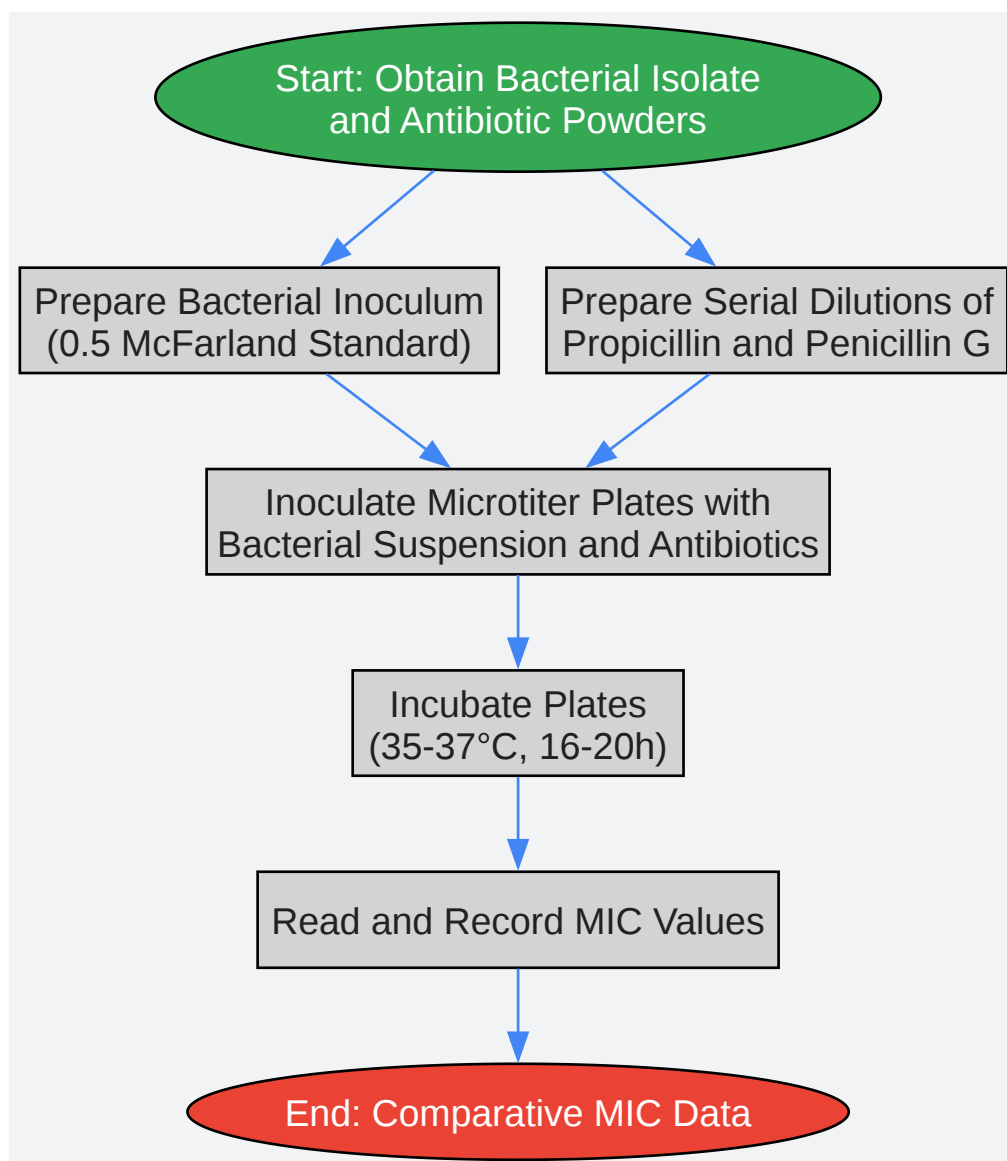 Start: Obtain Bacterial Isolate
and Antibiotic Powders
Prepare Bacterial Inoculum
(0.5 McFarland Standard)
Prepare Serial Dilutions of
Propicillin and Penicillin G
Inoculate Microtiter Plates with
Bacterial Suspension and Antibiotics
Incubate Plates
(35-37°C, 16-20h)
Read and Record MIC Values
End: Comparative MIC Data